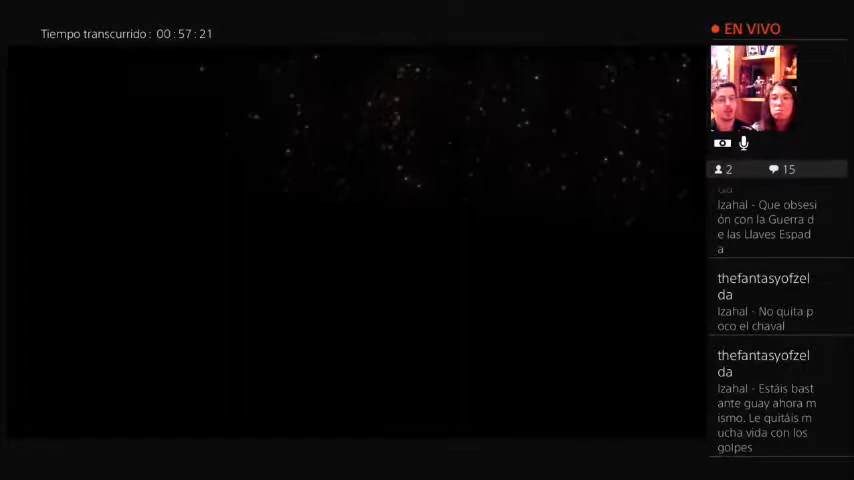 Tiempo transcurrido: 00:57:21
EN VIVO
2
15
da
Izahal - Que obsesi
ón con la Guerra d
e las Llaves Espad
a
thefantasyofzel
da
Izahal - No quita p
oco el chaval
thefantasyofzel
da
Izahal - Estáis bast
ante guay ahora m
ismo. Le quitáis m
ucha vida con los
golpes